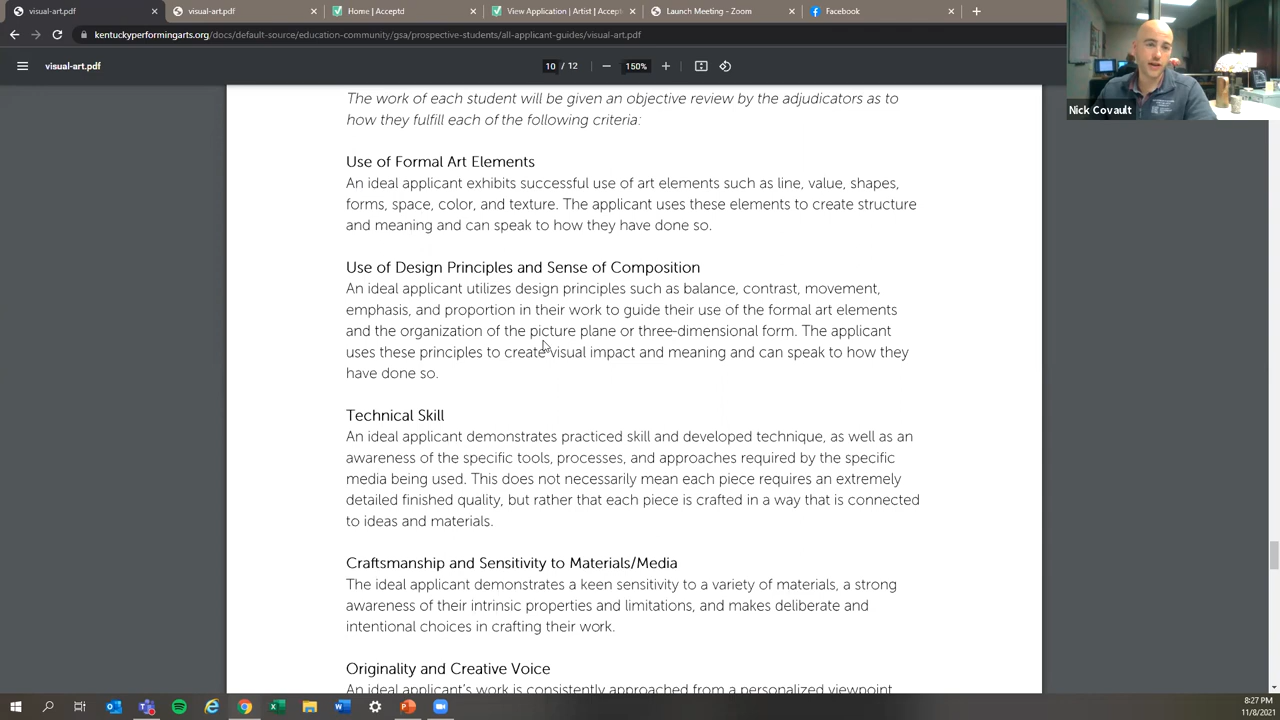 visual-art.pdf
visual-art.pdf
Home | Acceptd
View Application | Artist | Accept
Launch Meeting - Zoom
Facebook
kentuckyperformingarts.org/docs/default-source/education-community/gsa/prospective-students/all-applicant-guides/visual-art.pdf
visual-art.pdf
10 / 12
150%
Nick Covault
The work of each student will be given an objective review by the adjudicators as to
how they fulfill each of the following criteria:
Use of Formal Art Elements
An ideal applicant exhibits successful use of art elements such as line, value, shapes,
forms, space, color, and texture. The applicant uses these elements to create structure
and meaning and can speak to how they have done so.
Use of Design Principles and Sense of Composition
An ideal applicant utilizes design principles such as balance, contrast, movement,
emphasis, and proportion in their work to guide their use of the formal art elements
and the organization of the picture plane or three-dimensional form. The applicant
uses these principles to create visual impact and meaning and can speak to how they
have done so.
Technical Skill
An ideal applicant demonstrates practiced skill and developed technique, as well as an
awareness of the specific tools, processes, and approaches required by the specific
media being used. This does not necessarily mean each piece requires an extremely
detailed finished quality, but rather that each piece is crafted in a way that is connected
to ideas and materials.
Craftsmanship and Sensitivity to Materials/Media
The ideal applicant demonstrates a keen sensitivity to a variety of materials, a strong
awareness of their intrinsic properties and limitations, and makes deliberate and
intentional choices in crafting their work.
Originality and Creative Voice
An ideal applicant's work is consistently approached from a personalized viewpoint
8:27 PM
11/8/2021